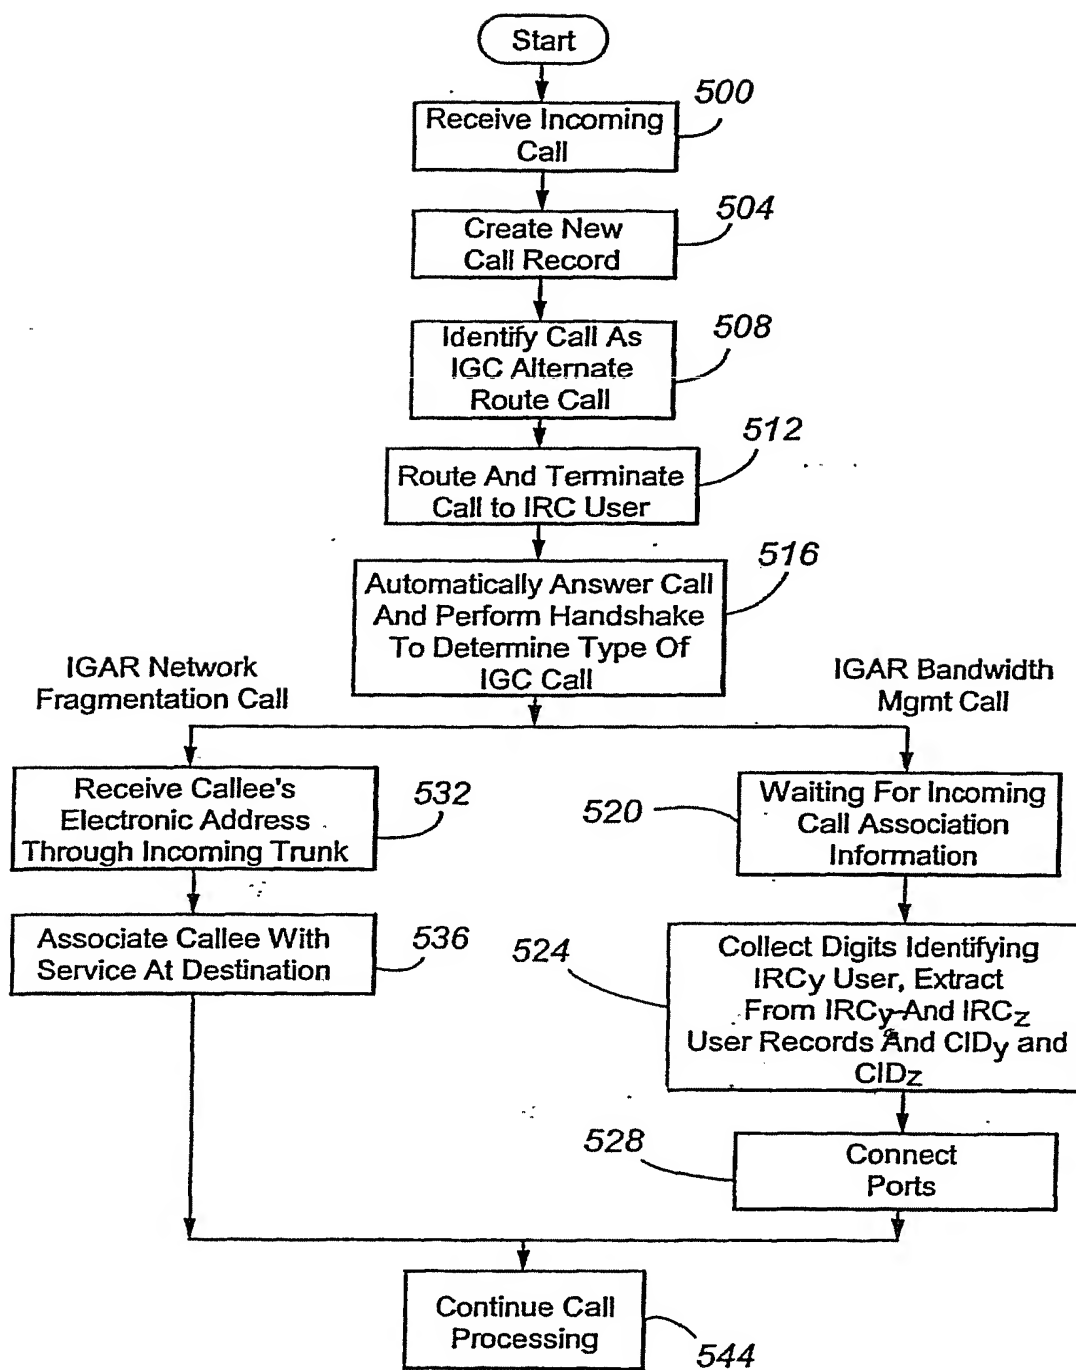 Start
500
Receive Incoming
Call
504
Create New
Call Record
508
Identify Call As
IGC Alternate
Route Call
512
Route And Terminate
Call to IRC User
516
Automatically Answer Call
And Perform Handshake
To Determine Type Of
IGC Call
IGAR Network
Fragmentation Call
IGAR Bandwidth
Mgmt Call
Receive Callee's
Electronic Address
Through Incoming Trunk
532
520
Waiting For Incoming
Call Association
Information
Associate Callee With
Service At Destination
536
524
Collect Digits Identifying
IRCy User, Extract
From IRCy And IRCz
User Records And CIDy and
CIDz
528
Connect
Ports
Continue Call
Processing
544